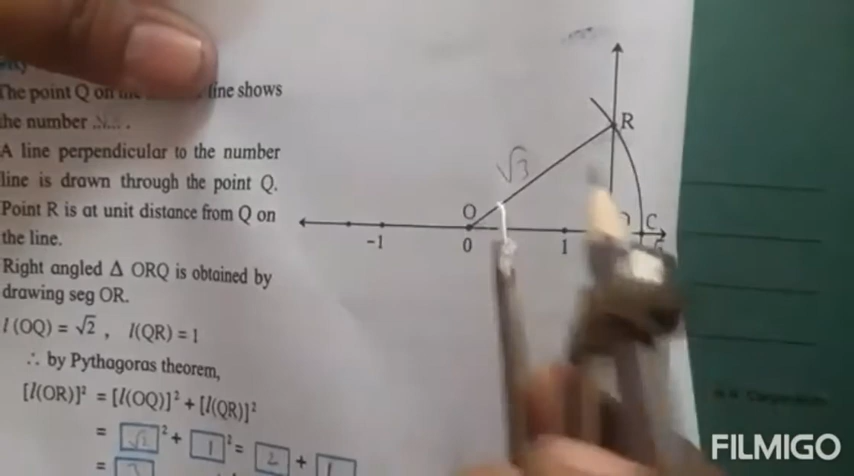 The point Q on the line shows
the number .....
A line perpendicular to the number
line is drawn through the point Q.
Point R is at unit distance from Q on
the line.
Right angled Δ ORQ is obtained by
drawing seg OR.
l(OQ) = √2 , l(QR) = 1
∴ by Pythagoras theorem,
[l(OR)]² = [l(OQ)]² + [l(QR)]²
= √2 ² + 1 ² = 2 + 1
= 3
R
√3
O
C
-1 0 1
FILMIGO